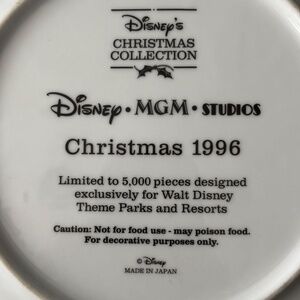 Disney's
CHRISTMAS
COLLECTION
Disney • MGM • STUDIOS
Christmas 1996
Limited to 5,000 pieces designed
exclusively for Walt Disney
Theme Parks and Resorts
Caution: Not for food use - may poison food.
For decorative purposes only.
© Disney
MADE IN JAPAN